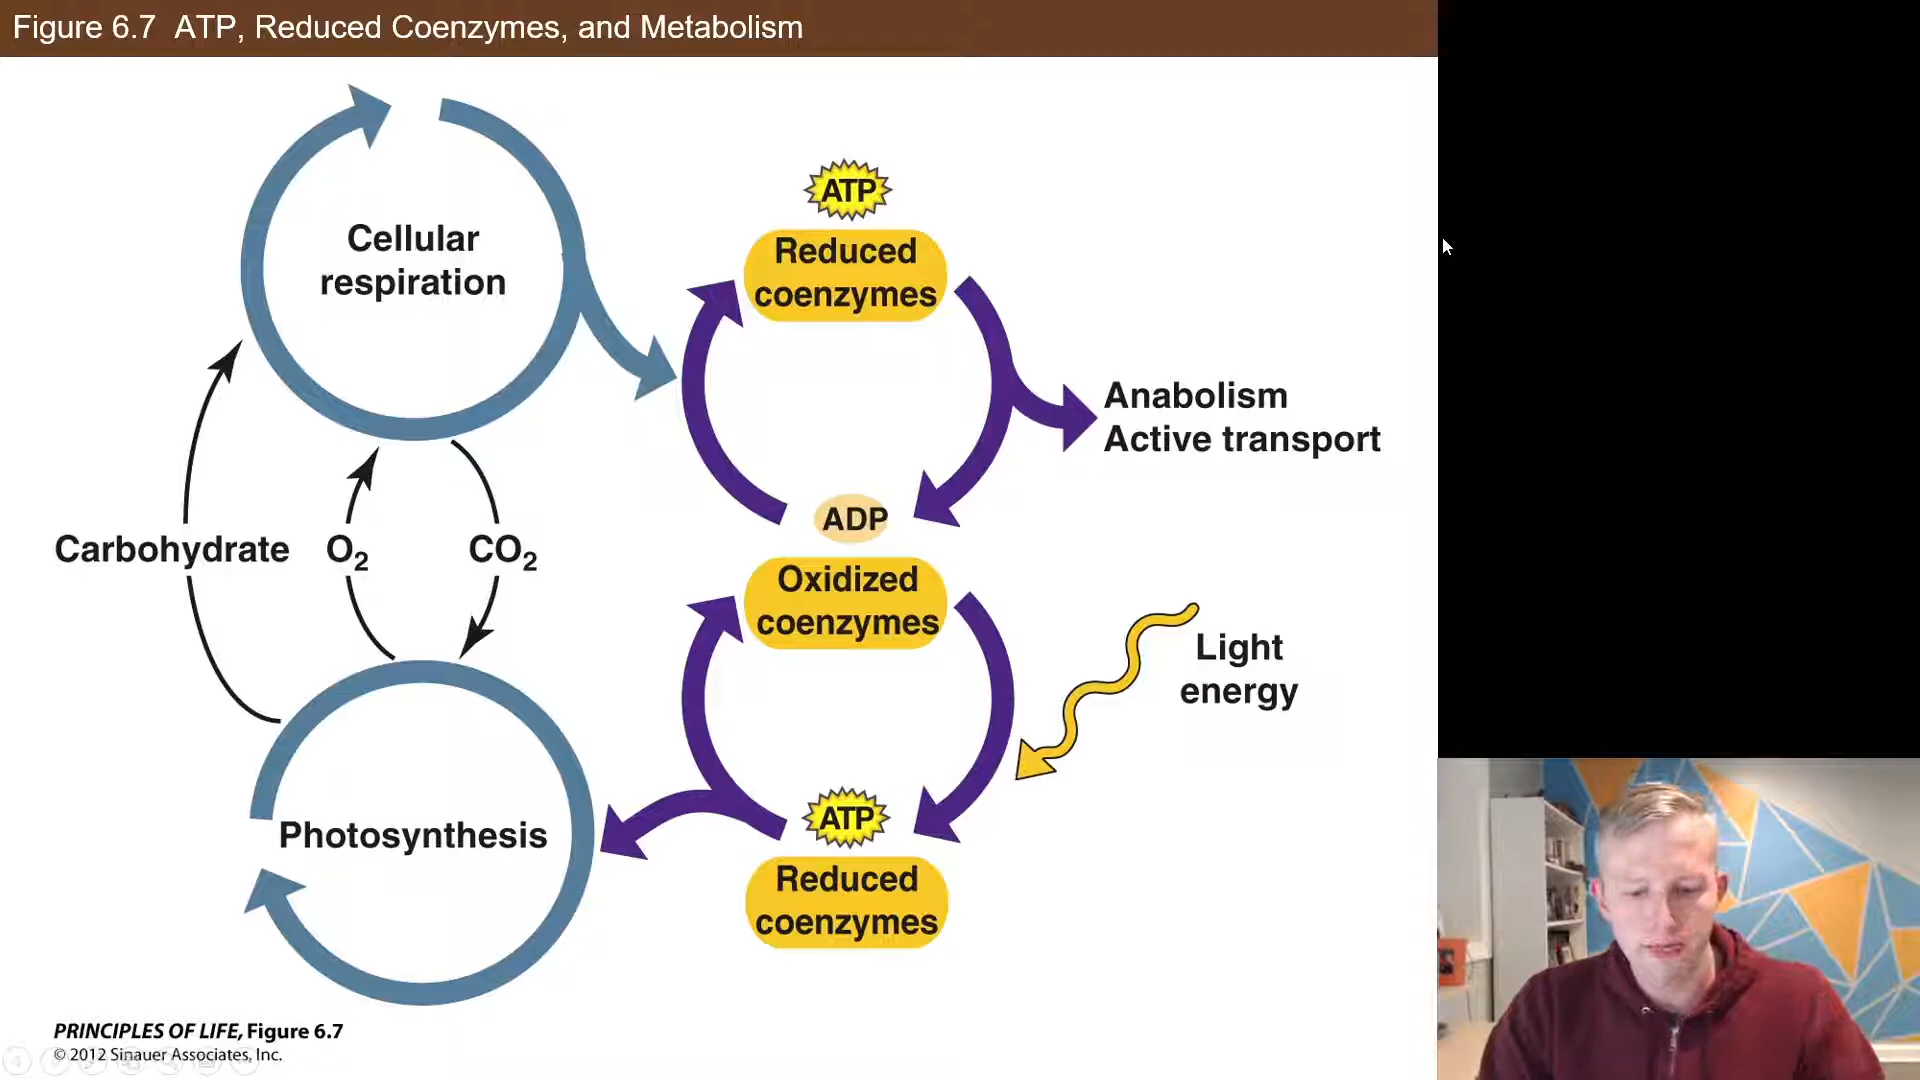 Figure 6.7 ATP, Reduced Coenzymes, and Metabolism
Cellular
respiration
ATP
Reduced
coenzymes
Anabolism
Active transport
ADP
Carbohydrate
O2
CO2
Oxidized
coenzymes
Light
energy
Photosynthesis
ATP
Reduced
coenzymes
PRINCIPLES OF LIFE, Figure 6.7
© 2012 Sinauer Associates, Inc.